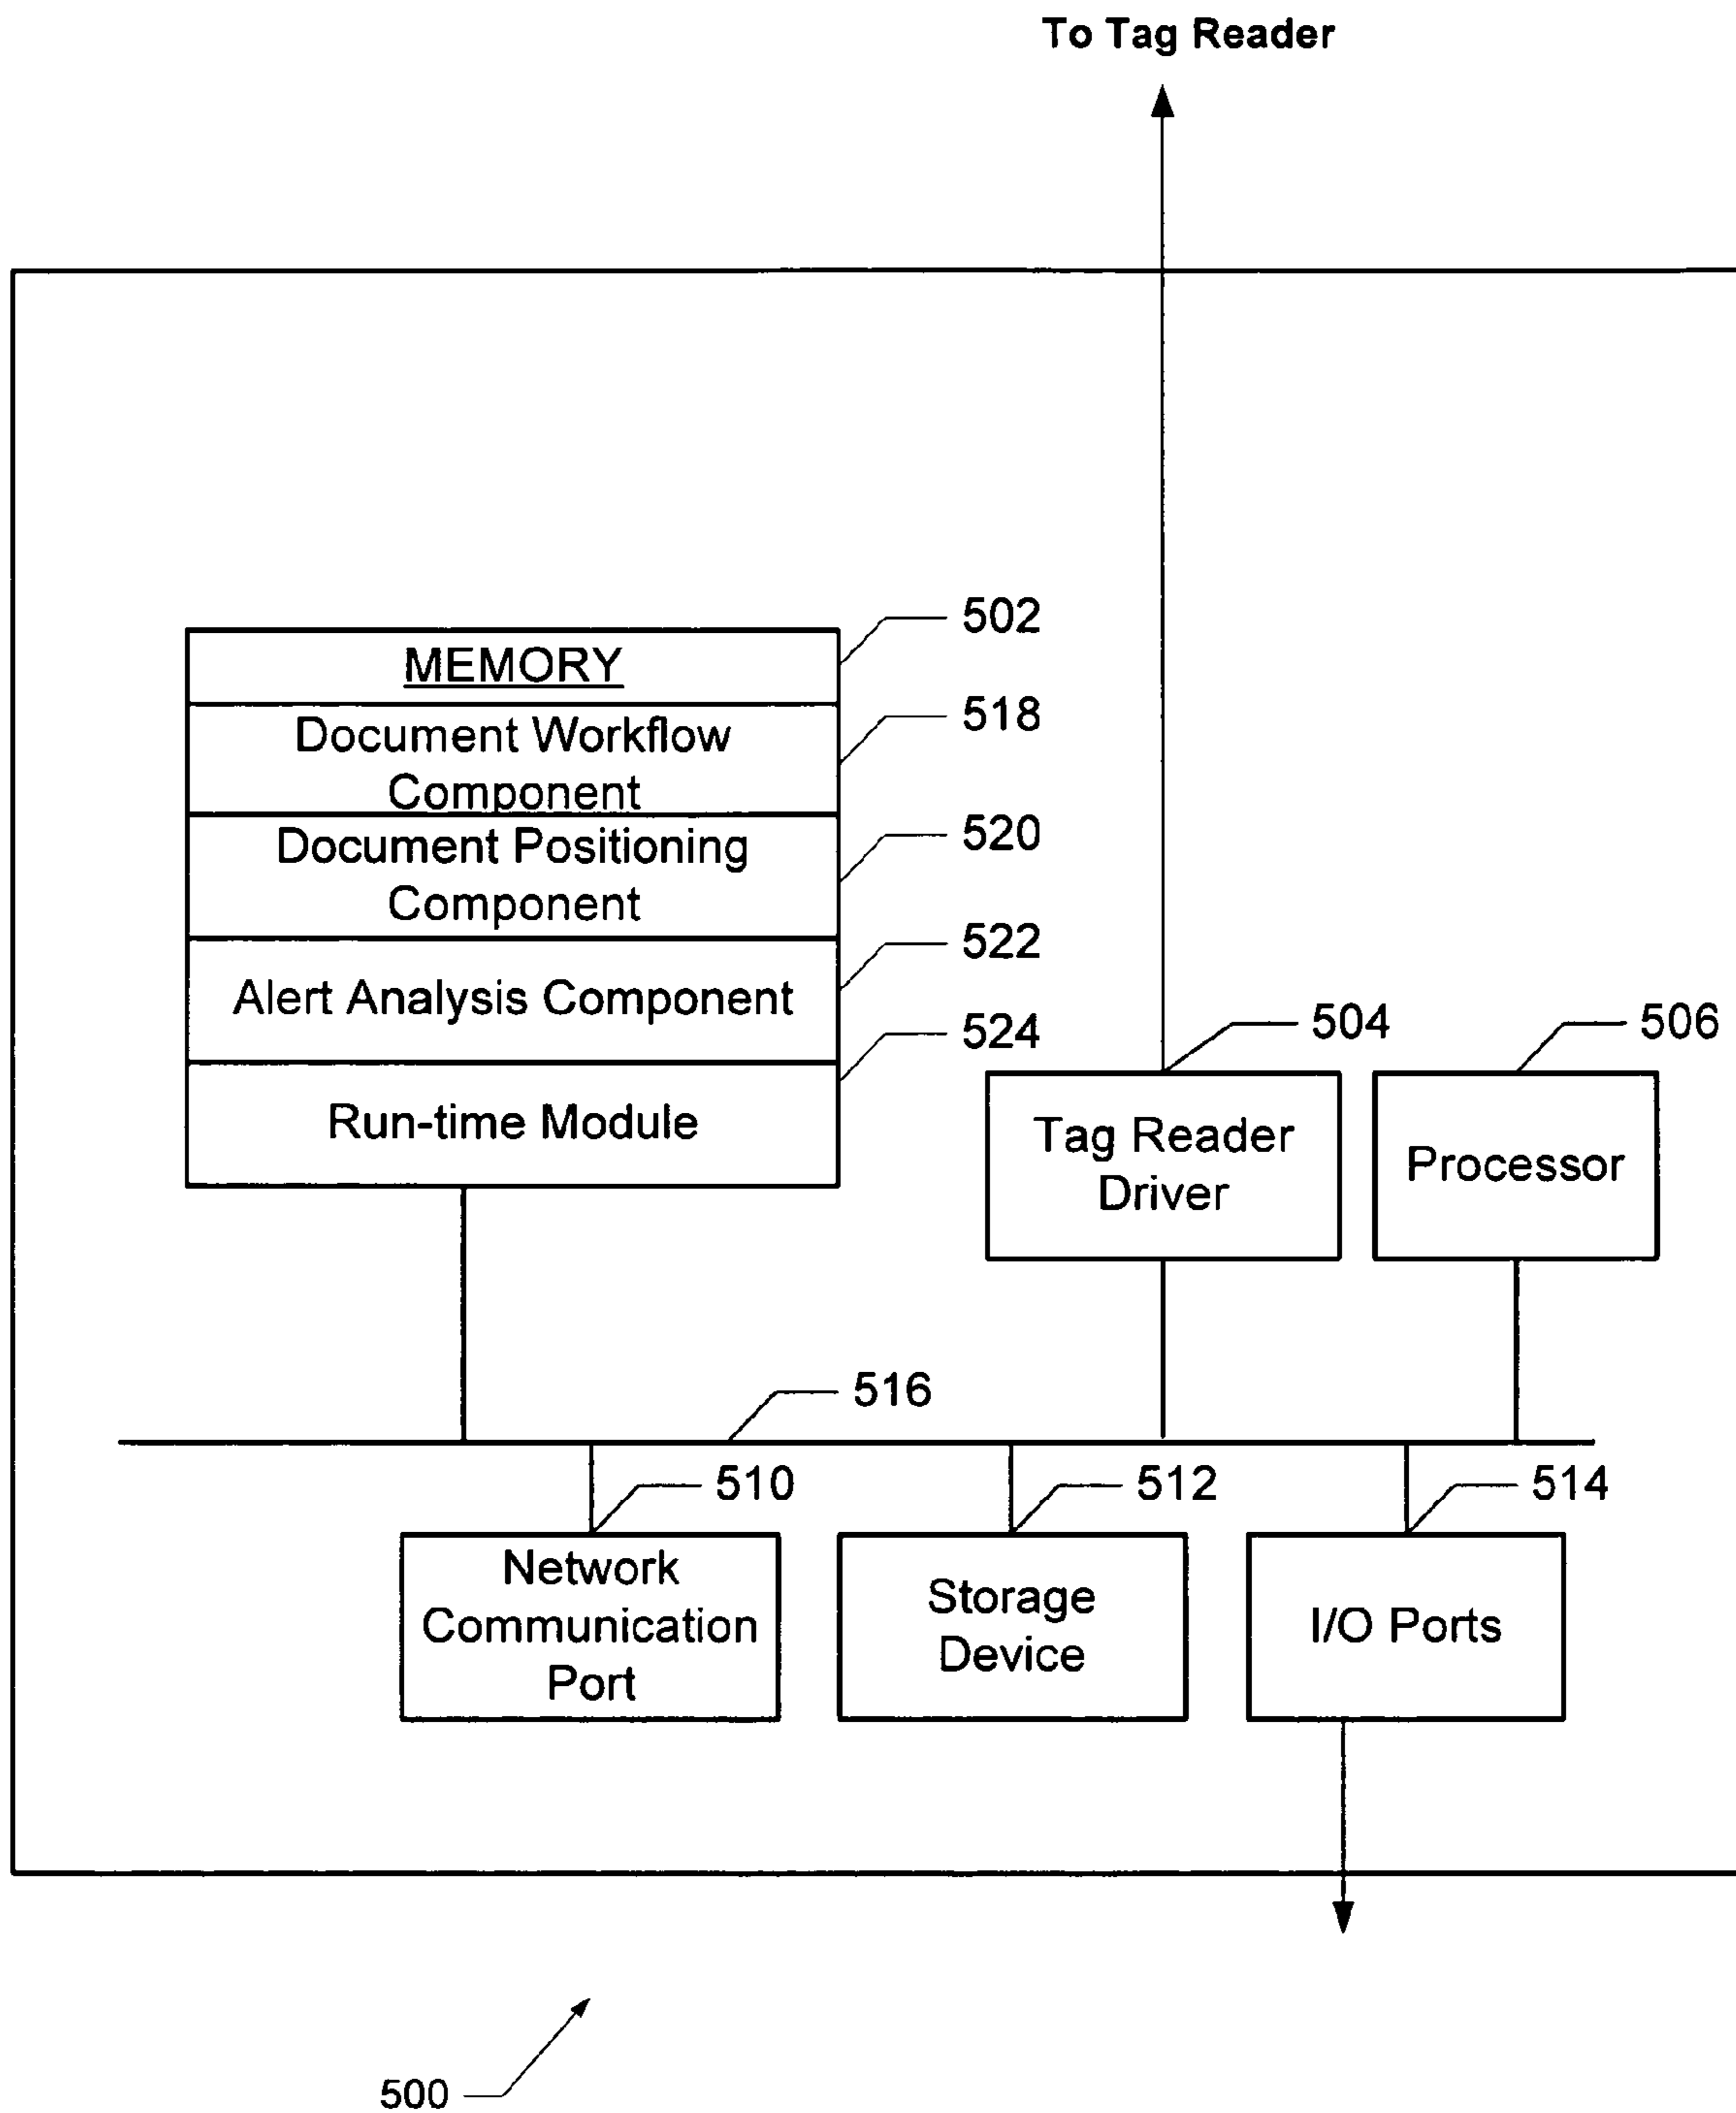 To Tag Reader
502
MEMORY
518
Document Workflow
Component
520
Document Positioning
Component
522
Alert Analysis Component
524
Run-time Module
504
506
Tag Reader
Driver
Processor
516
510
512
514
Network
Communication
Port
Storage
Device
I/O Ports
500